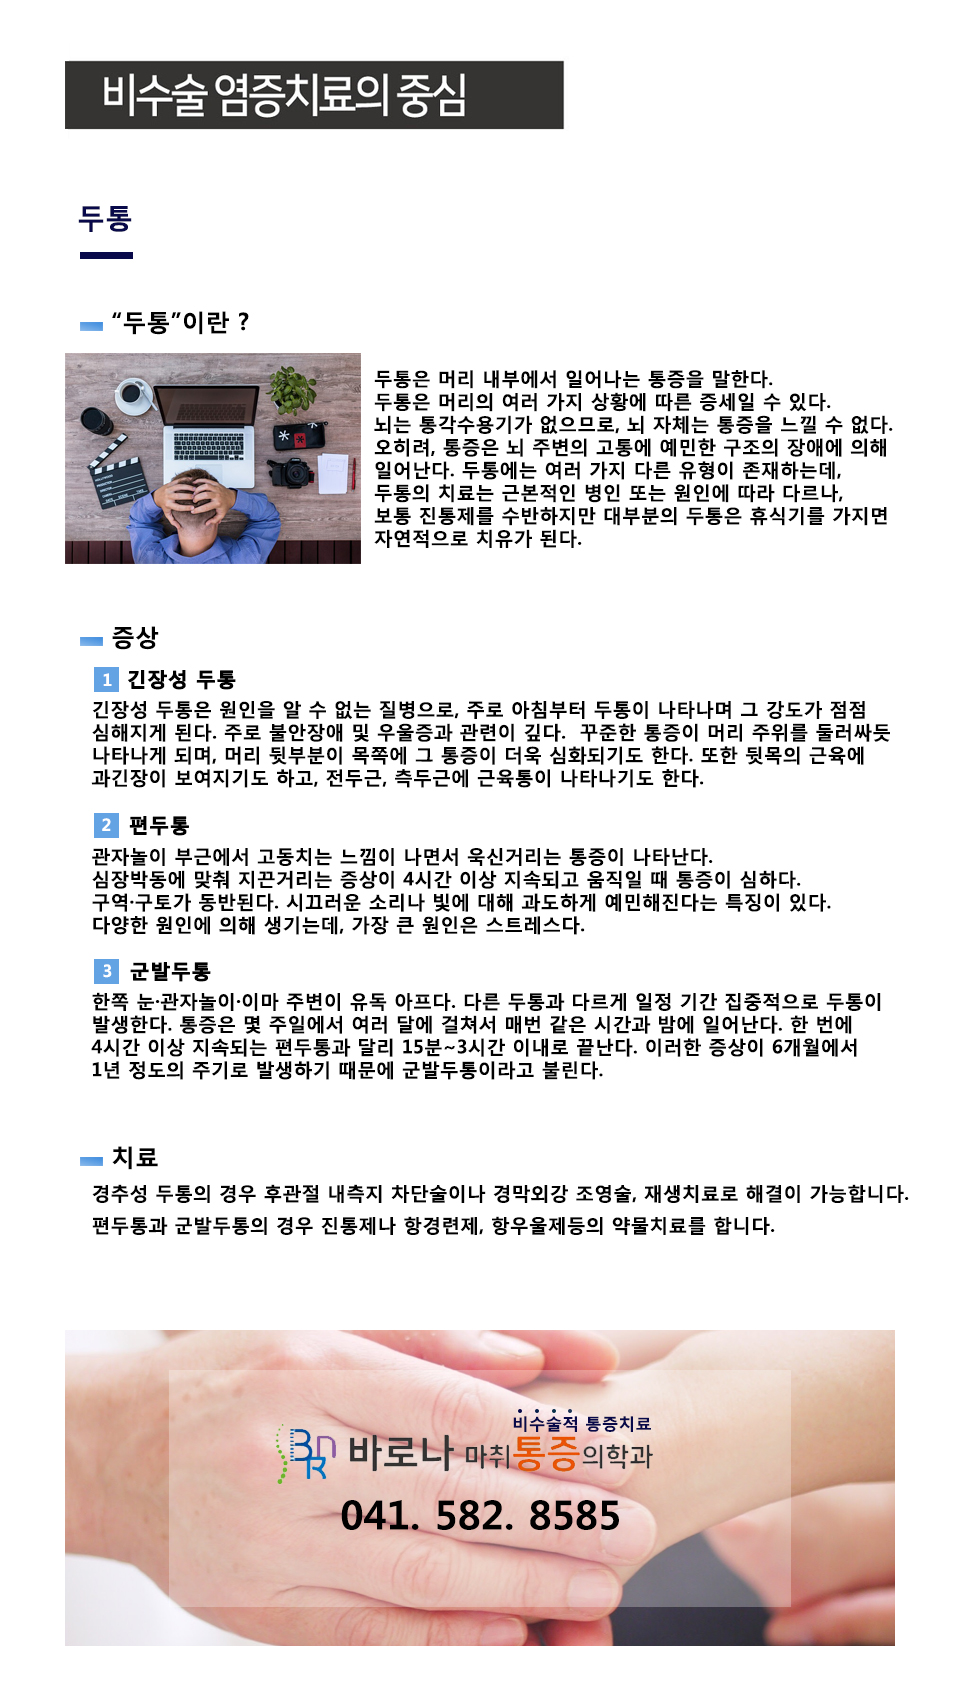 비수술 염증치료의 중심
두통
“두통”이란 ?
두통은 머리 내부에서 일어나는 통증을 말한다.
두통은 머리의 여러 가지 상황에 따른 증세일 수 있다.
뇌는 통각수용기가 없으므로, 뇌 자체는 통증을 느낄 수 없다.
오히려, 통증은 뇌 주변의 고통에 예민한 구조의 장애에 의해
일어난다. 두통에는 여러 가지 다른 유형이 존재하는데,
두통의 치료는 근본적인 병인 또는 원인에 따라 다르나,
보통 진통제를 수반하지만 대부분의 두통은 휴식기를 가지면
자연적으로 치유가 된다.
증상
1 긴장성 두통
긴장성 두통은 원인을 알 수 없는 질병으로, 주로 아침부터 두통이 나타나며 그 강도가 점점
심해지게 된다. 주로 불안장애 및 우울증과 관련이 깊다. 꾸준한 통증이 머리 주위를 둘러싸듯
나타나게 되며, 머리 뒷부분이 목쪽에 그 통증이 더욱 심화되기도 한다. 또한 뒷목의 근육에
과긴장이 보여지기도 하고, 전두근, 측두근에 근육통이 나타나기도 한다.
2 편두통
관자놀이 부근에서 고동치는 느낌이 나면서 욱신거리는 통증이 나타난다.
심장박동에 맞춰 지끈거리는 증상이 4시간 이상 지속되고 움직일 때 통증이 심하다.
구역·구토가 동반된다. 시끄러운 소리나 빛에 대해 과도하게 예민해진다는 특징이 있다.
다양한 원인에 의해 생기는데, 가장 큰 원인은 스트레스다.
3 군발두통
한쪽 눈·관자놀이·이마 주변이 유독 아프다. 다른 두통과 다르게 일정 기간 집중적으로 두통이
발생한다. 통증은 몇 주일에서 여러 달에 걸쳐서 매번 같은 시간과 밤에 일어난다. 한 번에
4시간 이상 지속되는 편두통과 달리 15분~3시간 이내로 끝난다. 이러한 증상이 6개월에서
1년 정도의 주기로 발생하기 때문에 군발두통이라고 불린다.
치료
경추성 두통의 경우 후관절 내측지 차단술이나 경막외강 조영술, 재생치료로 해결이 가능합니다.
편두통과 군발두통의 경우 진통제나 항경련제, 항우울제등의 약물치료를 합니다.
비수술적 통증치료
BNR 바로나 마취통증의학과
041. 582. 8585